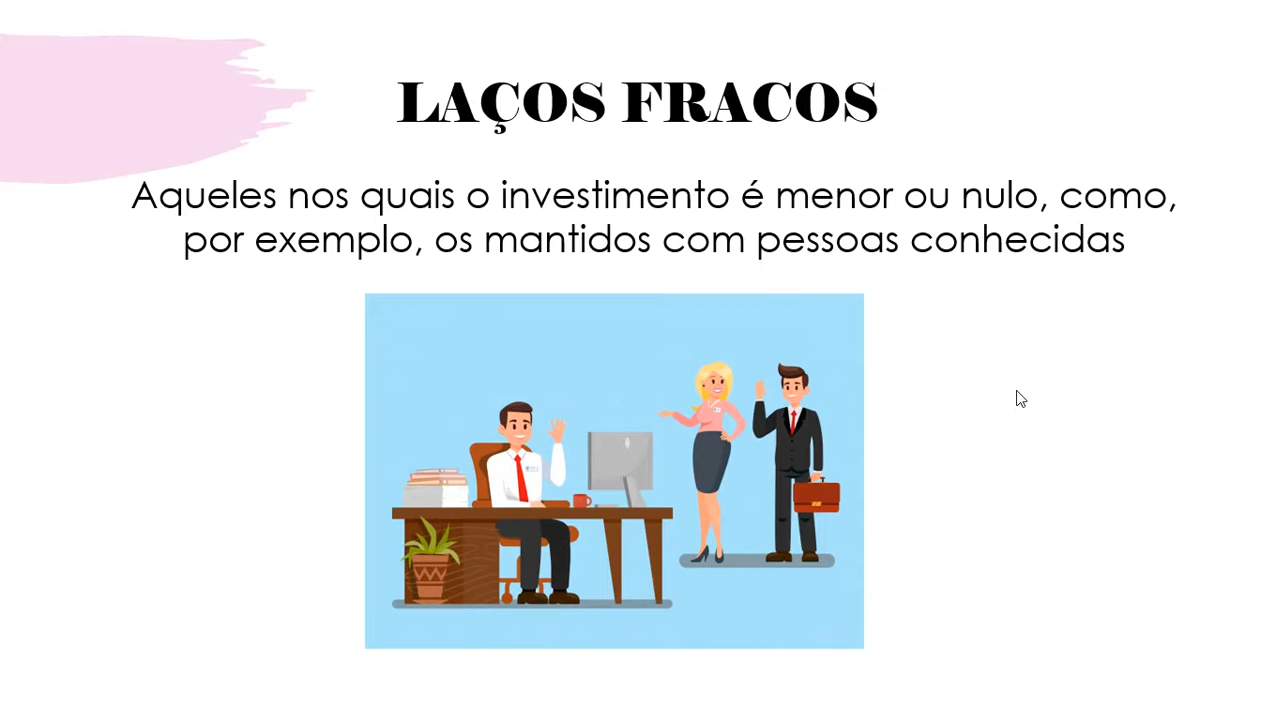 LAÇOS FRACOS
Aqueles nos quais o investimento é menor ou nulo, como,
por exemplo, os mantidos com pessoas conhecidas